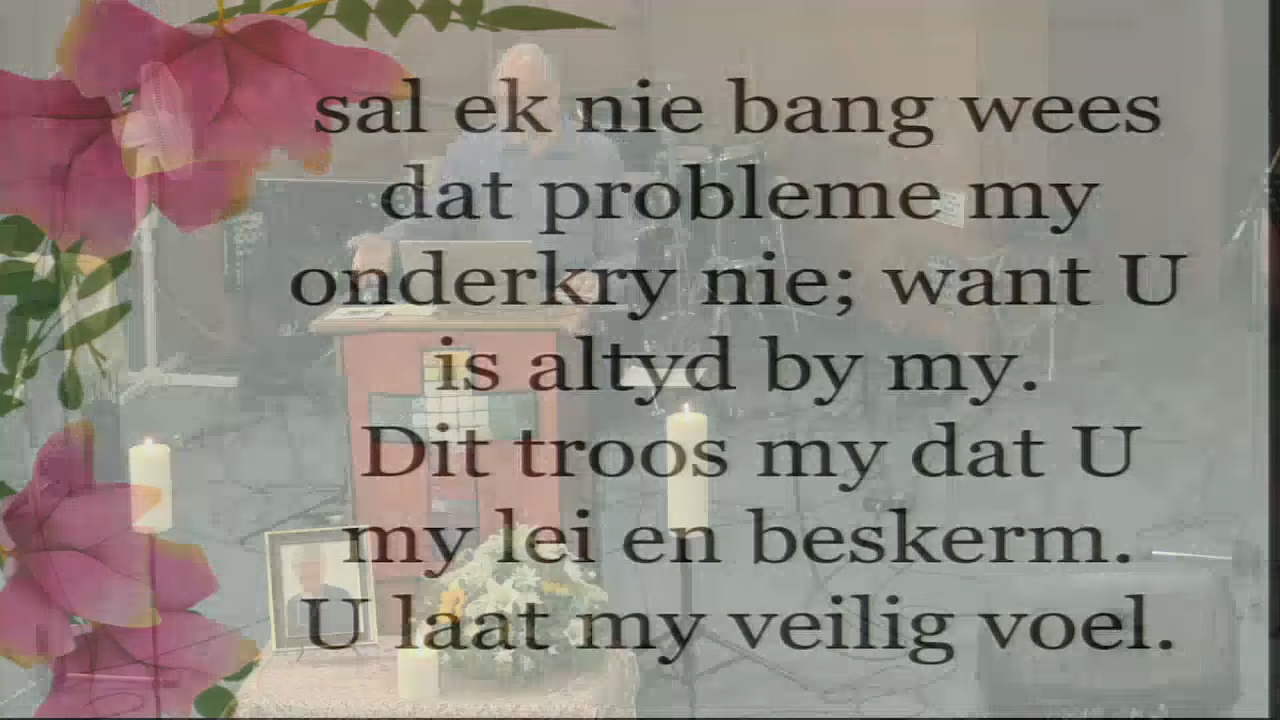 sal ek nie bang wees
dat probleme my
onderkry nie; want U
is altyd by my.
Dit troos my dat U
my lei en beskerm.
U laat my veilig voel.